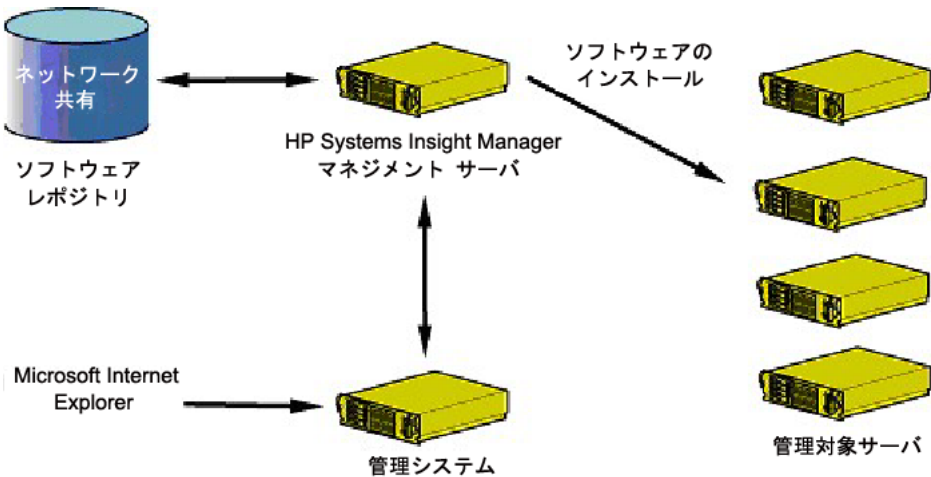 ネットワーク
共有
ソフトウェア
レポジトリ
HP Systems Insight Manager
マネジメント サーバ
ソフトウェアの
インストール
Microsoft Internet
Explorer
管理システム
管理対象サーバ